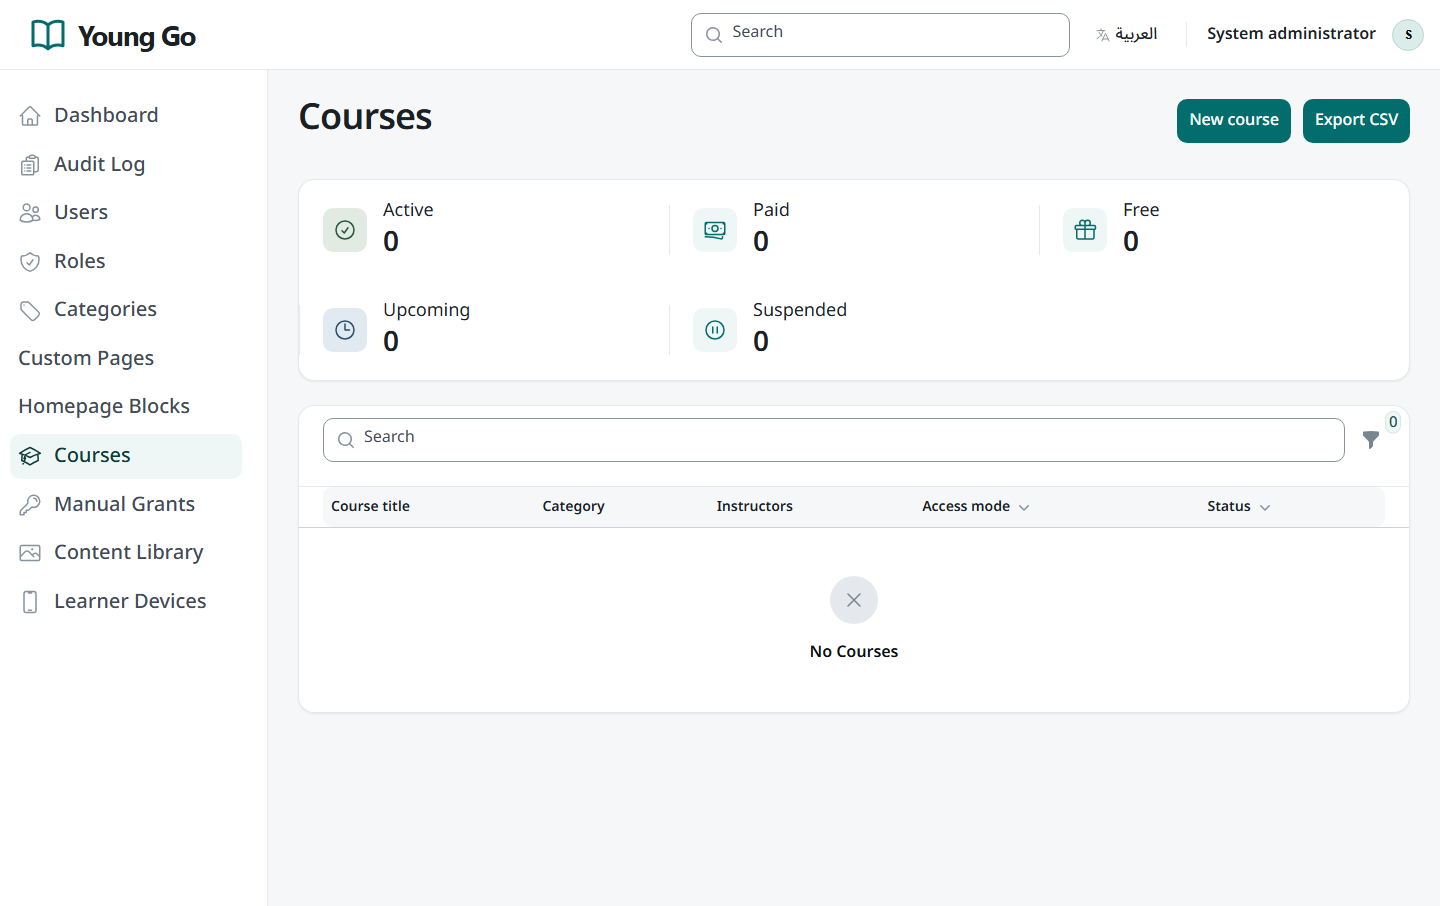 Young Go
Search
العربية
System administrator
S
Dashboard
Audit Log
Users
Roles
Categories
Custom Pages
Homepage Blocks
Courses
Manual Grants
Content Library
Learner Devices
Courses
New course
Export CSV
Active
0
Paid
0
Free
0
Upcoming
0
Suspended
0
Search
0
Course title
Category
Instructors
Access mode
Status
No Courses